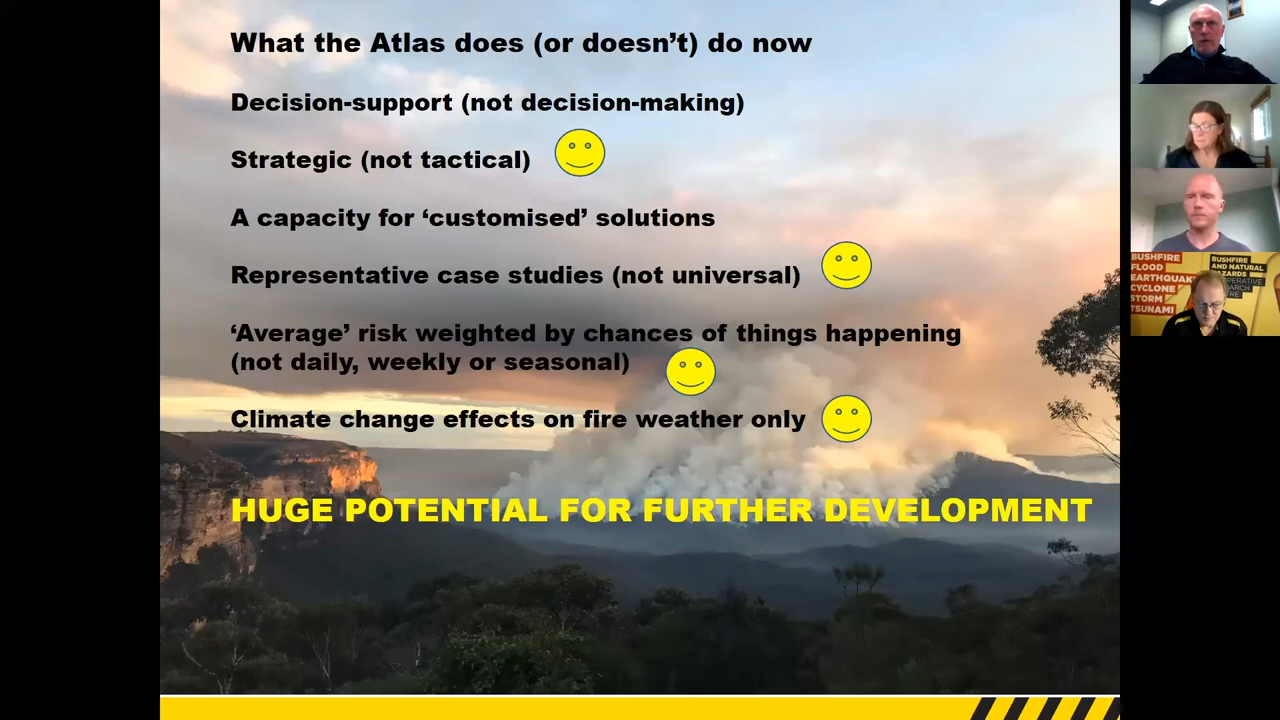 What the Atlas does (or doesn’t) do now
Decision-support (not decision-making)
Strategic (not tactical)
A capacity for ‘customised’ solutions
Representative case studies (not universal)
‘Average’ risk weighted by chances of things happening
(not daily, weekly or seasonal)
Climate change effects on fire weather only
HUGE POTENTIAL FOR FURTHER DEVELOPMENT
BUSHFIRE
FLOOD
EARTHQUAK
CYCLONE
STORM
TSUNAMI
BUSHFIRE
AND NATURAL